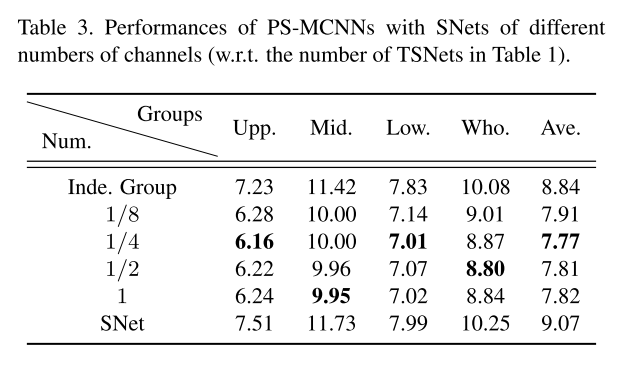 Table 3. Performances of PS-MCNNs with SNets of different
numbers of channels (w.r.t. the number of TSNets in Table 1).
Groups
Num.
Upp. Mid. Low. Who. Ave.
Inde. Group 7.23 11.42 7.83 10.08 8.84
1/8 6.28 10.00 7.14 9.01 7.91
1/4 6.16 10.00 7.01 8.87 7.77
1/2 6.22 9.96 7.07 8.80 7.81
1 6.24 9.95 7.02 8.84 7.82
SNet 7.51 11.73 7.99 10.25 9.07